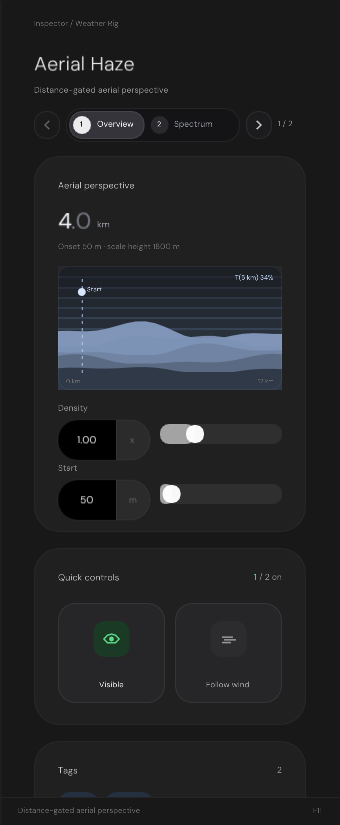 Inspector / Weather Rig
Aerial Haze
Distance-gated aerial perspective
1 Overview 2 Spectrum 1 / 2
Aerial perspective
4.0 km
Onset 50 m · scale height 1800 m
T(5 km) 34%
Start
0 km 12 km
Density
1.00 x
Start
50 m
Quick controls 1 / 2 on
Visible Follow wind
Tags 2
Distance-gated aerial perspective